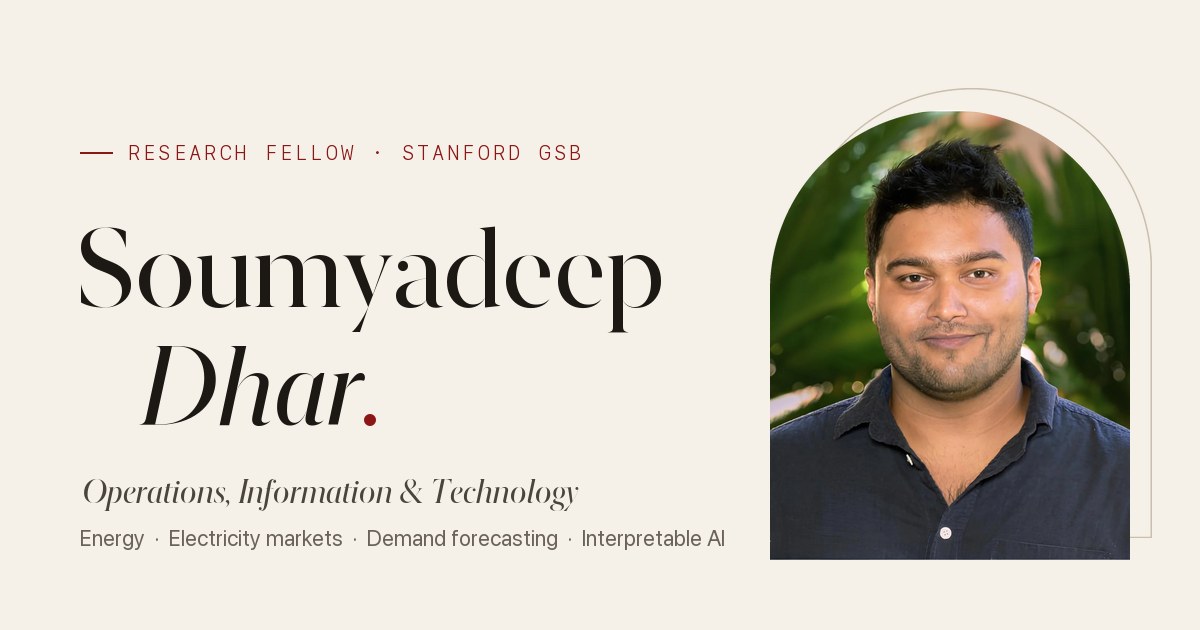 RESEARCH FELLOW · STANFORD GSB
Soumyadeep
Dhar.
Operations, Information & Technology
Energy · Electricity markets · Demand forecasting · Interpretable AI